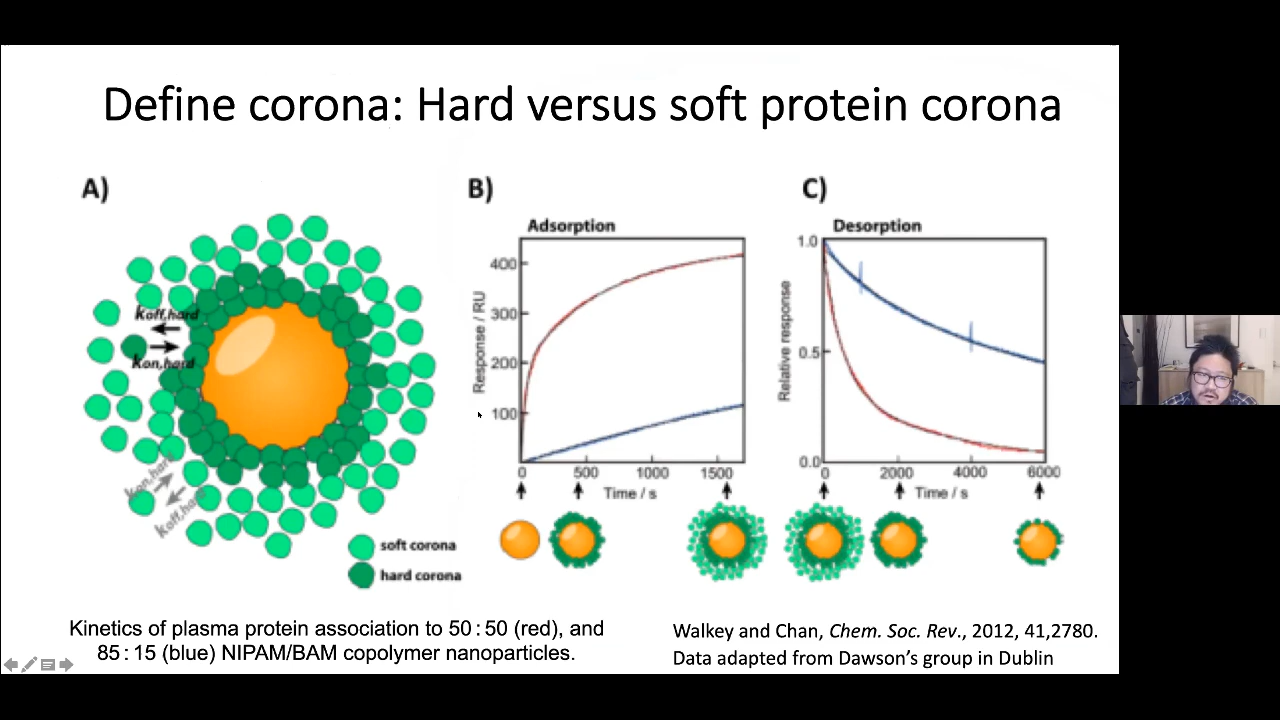 Define corona: Hard versus soft protein corona
A)
koff,hard
kon,hard
kon,hard
koff,hard
soft corona
hard corona
B)
Adsorption
Response / RU
400
300
200
100
0
500
1000
1500
Time / s
C)
Desorption
Relative response
1.0
0.5
0.0
0
2000
4000
6000
Time / s
Kinetics of plasma protein association to 50:50 (red), and
85:15 (blue) NIPAM/BAM copolymer nanoparticles.
Walkey and Chan, Chem. Soc. Rev., 2012, 41,2780.
Data adapted from Dawson's group in Dublin